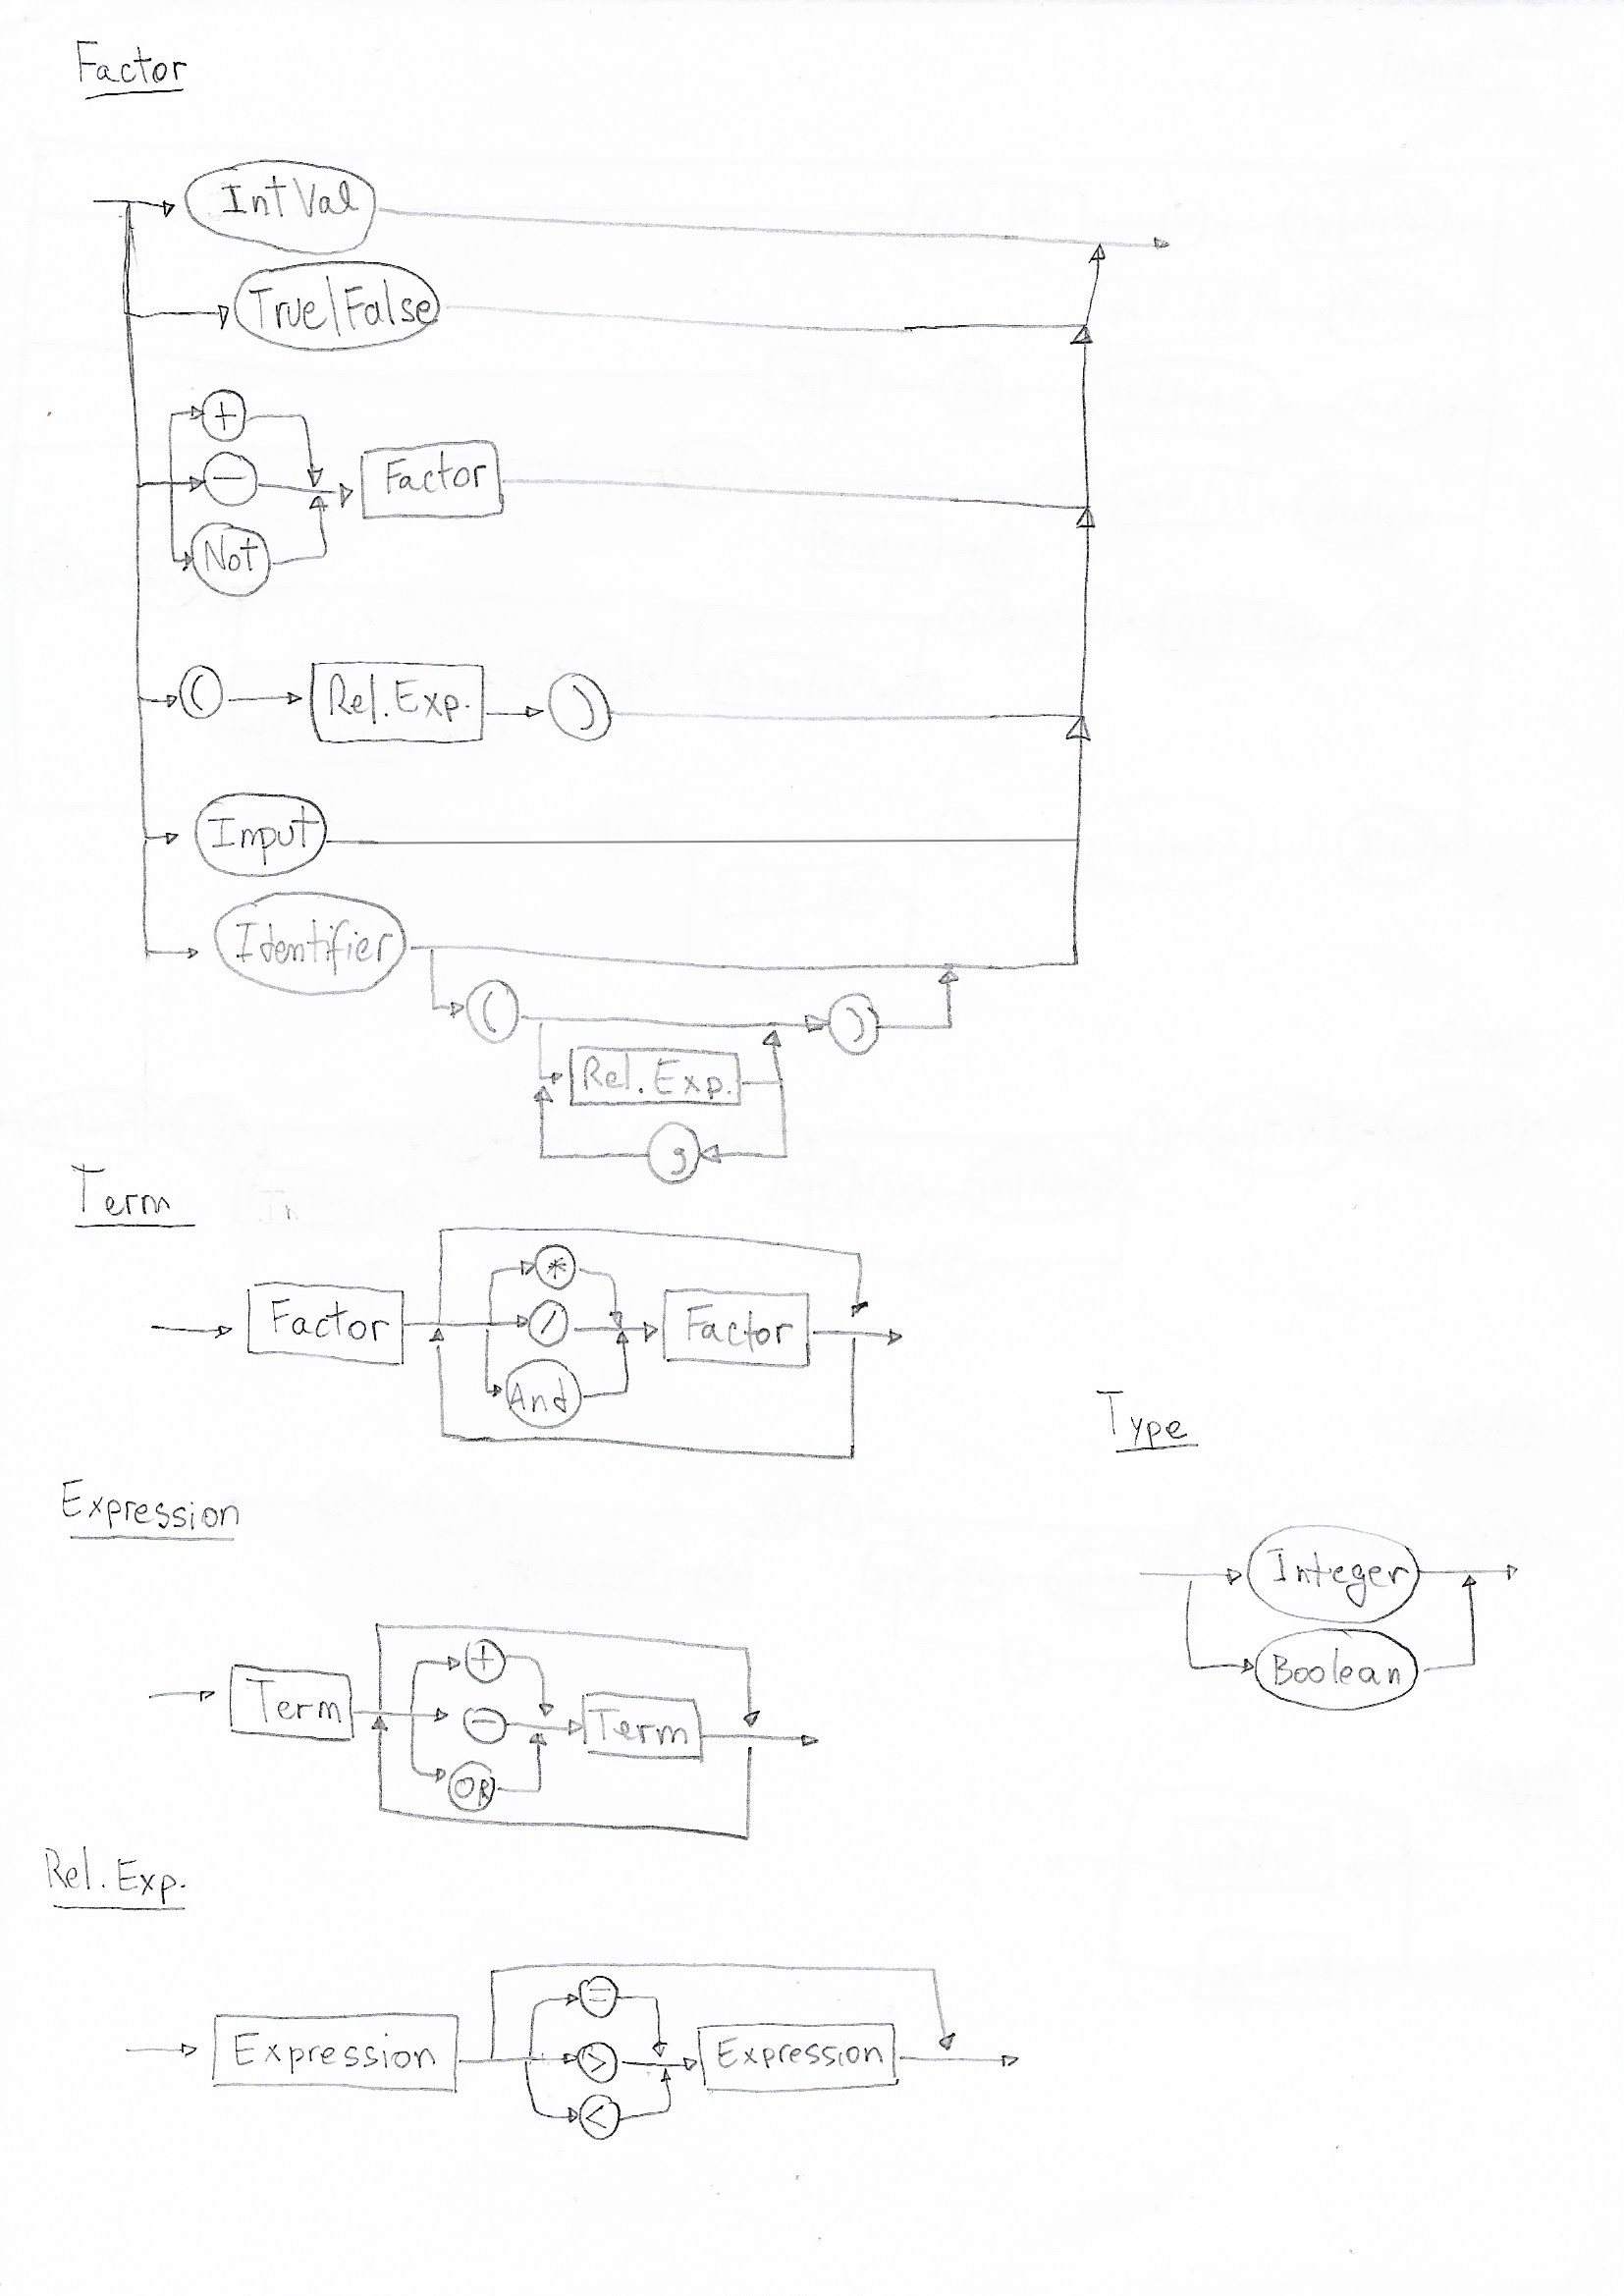 Factor
IntVal
True|False
+
−
Factor
Not
( Rel.Exp. )
Input
Identifier
( )
Rel.Exp.
,
Term
*
Factor / Factor
And
Type
Expression
Integer
Boolean
+
Term − Term
OR
Rel.Exp.
=
Expression > Expression
<